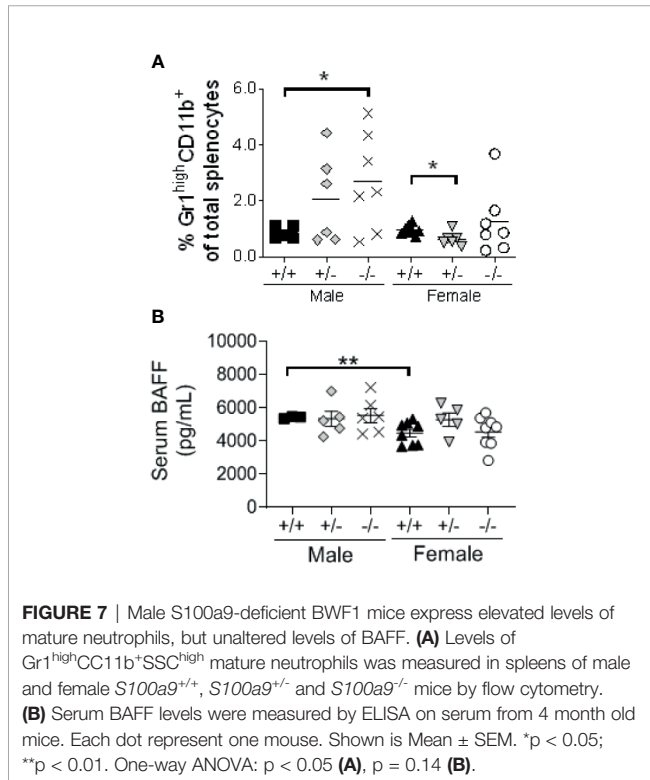 A
% Gr1highCD11b+
of total splenocytes
6.0
4.0
2.0
0.0
*
*
+/+ +/- -/- +/+ +/- -/-
Male Female
B
Serum BAFF
(pg/mL)
10000
8000
6000
4000
2000
0
**
+/+ +/- -/- +/+ +/- -/-
Male Female
FIGURE 7 | Male S100a9-deficient BWF1 mice express elevated levels of
mature neutrophils, but unaltered levels of BAFF. (A) Levels of
Gr1highCC11b+SSChigh mature neutrophils was measured in spleens of male
and female S100a9+/+, S100a9+/- and S100a9-/- mice by flow cytometry.
(B) Serum BAFF levels were measured by ELISA on serum from 4 month old
mice. Each dot represent one mouse. Shown is Mean ± SEM. *p < 0.05;
**p < 0.01. One-way ANOVA: p < 0.05 (A), p = 0.14 (B).